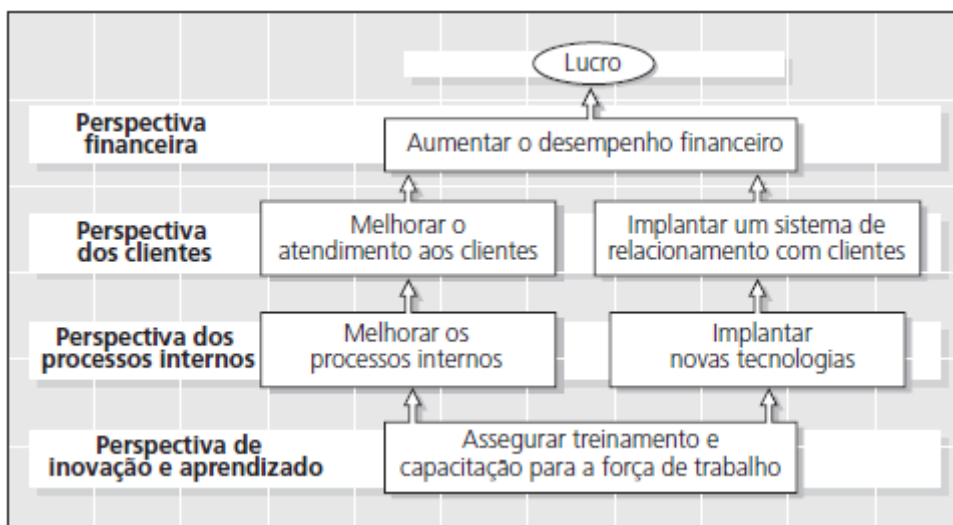 Lucro
Perspectiva
financeira
Aumentar o desempenho financeiro
Perspectiva
dos clientes
Melhorar o
atendimento aos clientes
Implantar um sistema de
relacionamento com clientes
Perspectiva dos
processos internos
Melhorar os
processos internos
Implantar
novas tecnologias
Perspectiva de
inovação e aprendizado
Assegurar treinamento e
capacitação para a força de trabalho